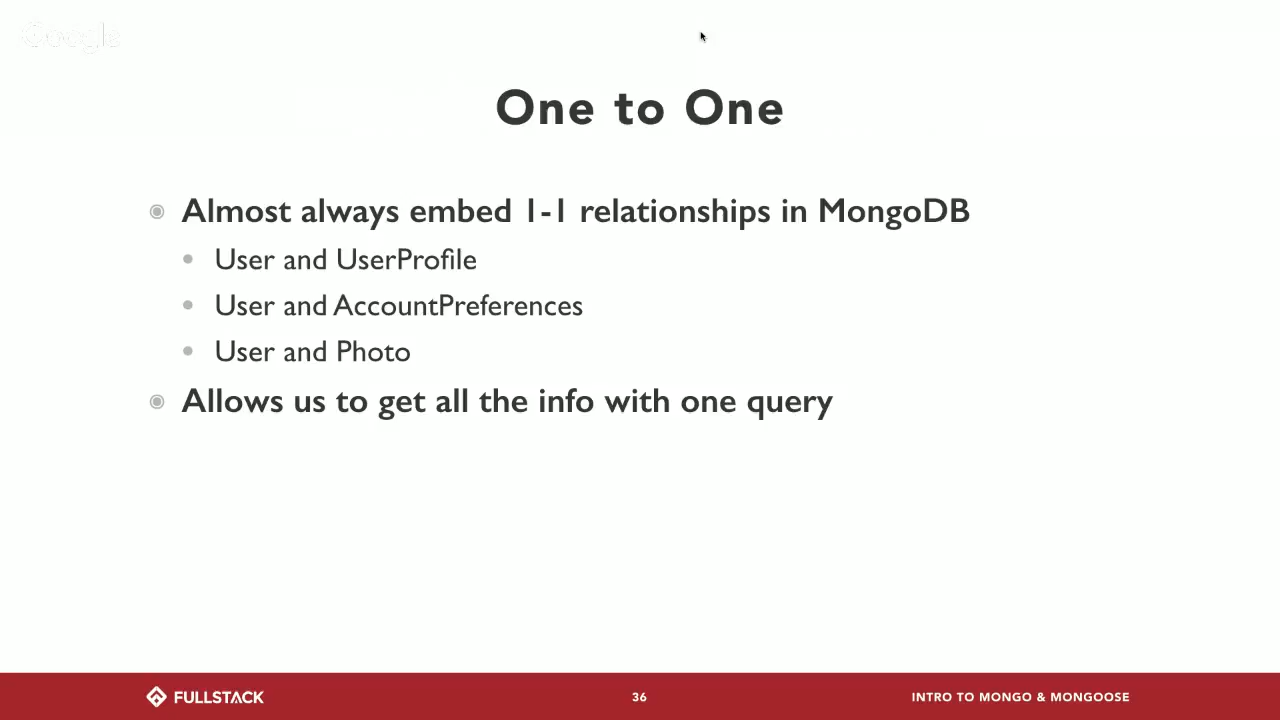 Google
One to One
Almost always embed 1-1 relationships in MongoDB
User and UserProfile
User and AccountPreferences
User and Photo
Allows us to get all the info with one query
FULLSTACK
36
INTRO TO MONGO & MONGOOSE